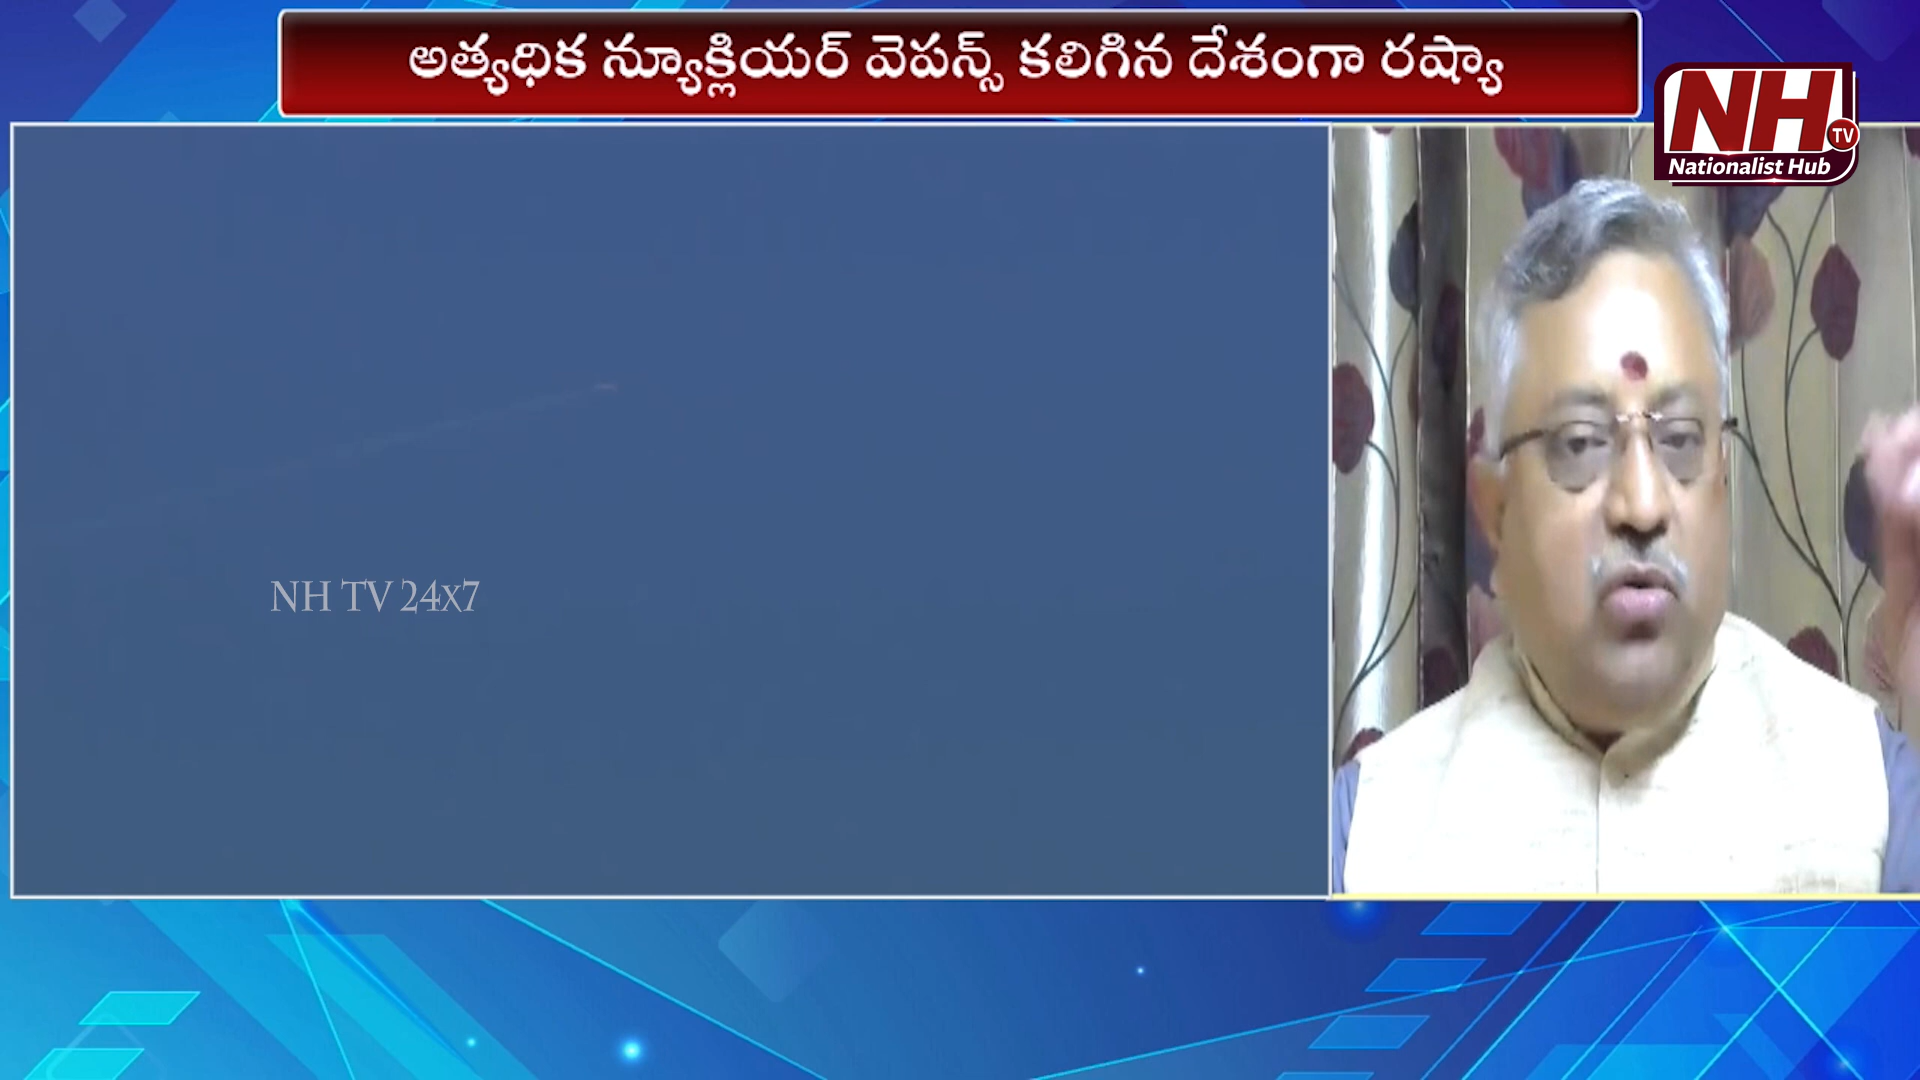 అత్యధిక న్యూక్లియర్ వెపన్స్ కలిగిన దేశంగా రష్యా
NH
TV
Nationalist Hub
NH TV 24x7